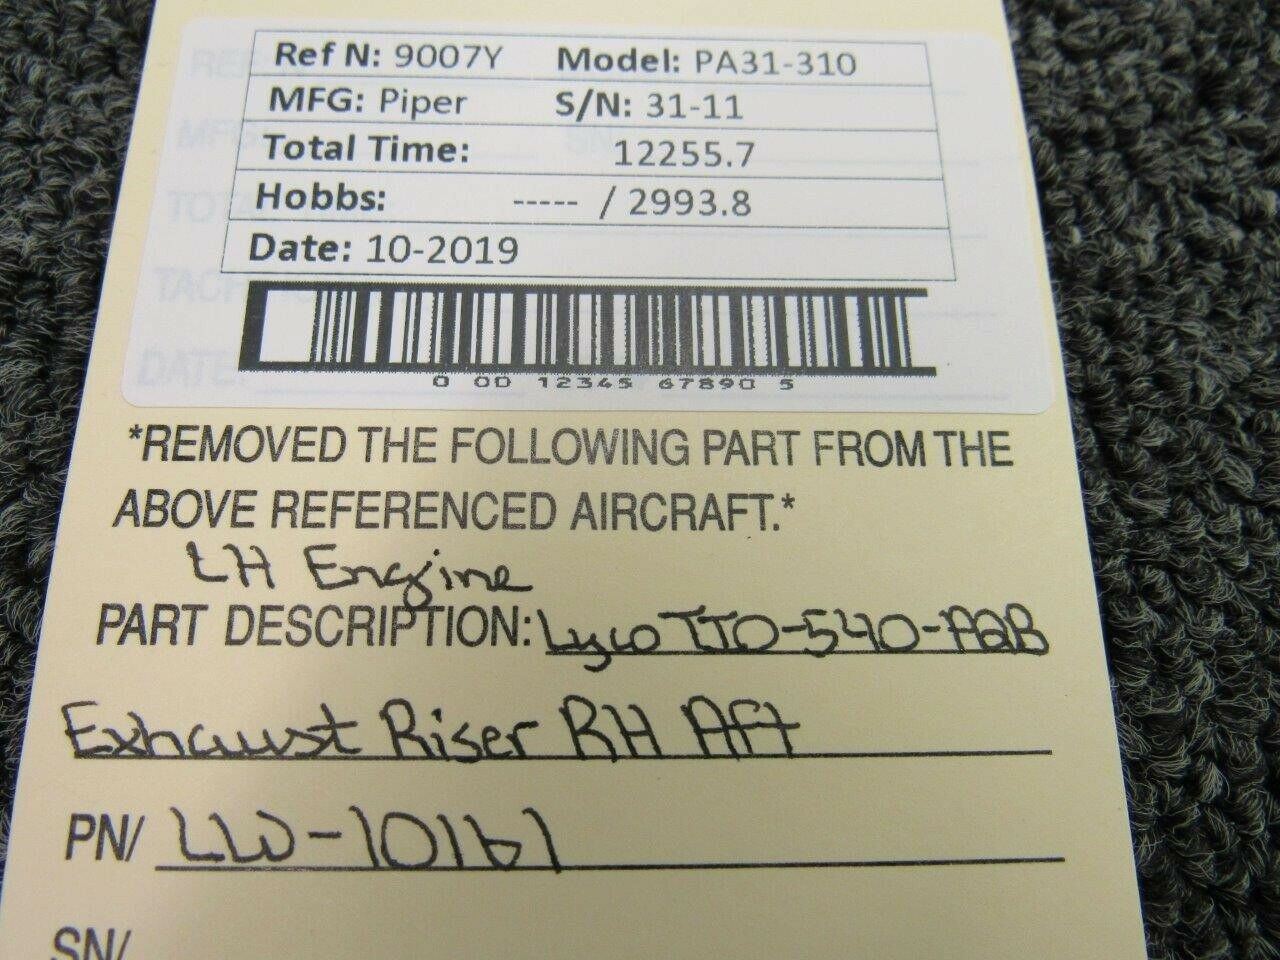 Ref N: 9007Y Model: PA31-310
MFG: Piper S/N: 31-11
Total Time: 12255.7
Hobbs: ----- / 2993.8
Date: 10-2019
0 00 12345 67890 5
*REMOVED THE FOLLOWING PART FROM THE
ABOVE REFERENCED AIRCRAFT.*
LH Engine
PART DESCRIPTION: Lyco TIO-540-A2B
Exhaust Riser RH Aft
PN/ LLW-10161
SN/